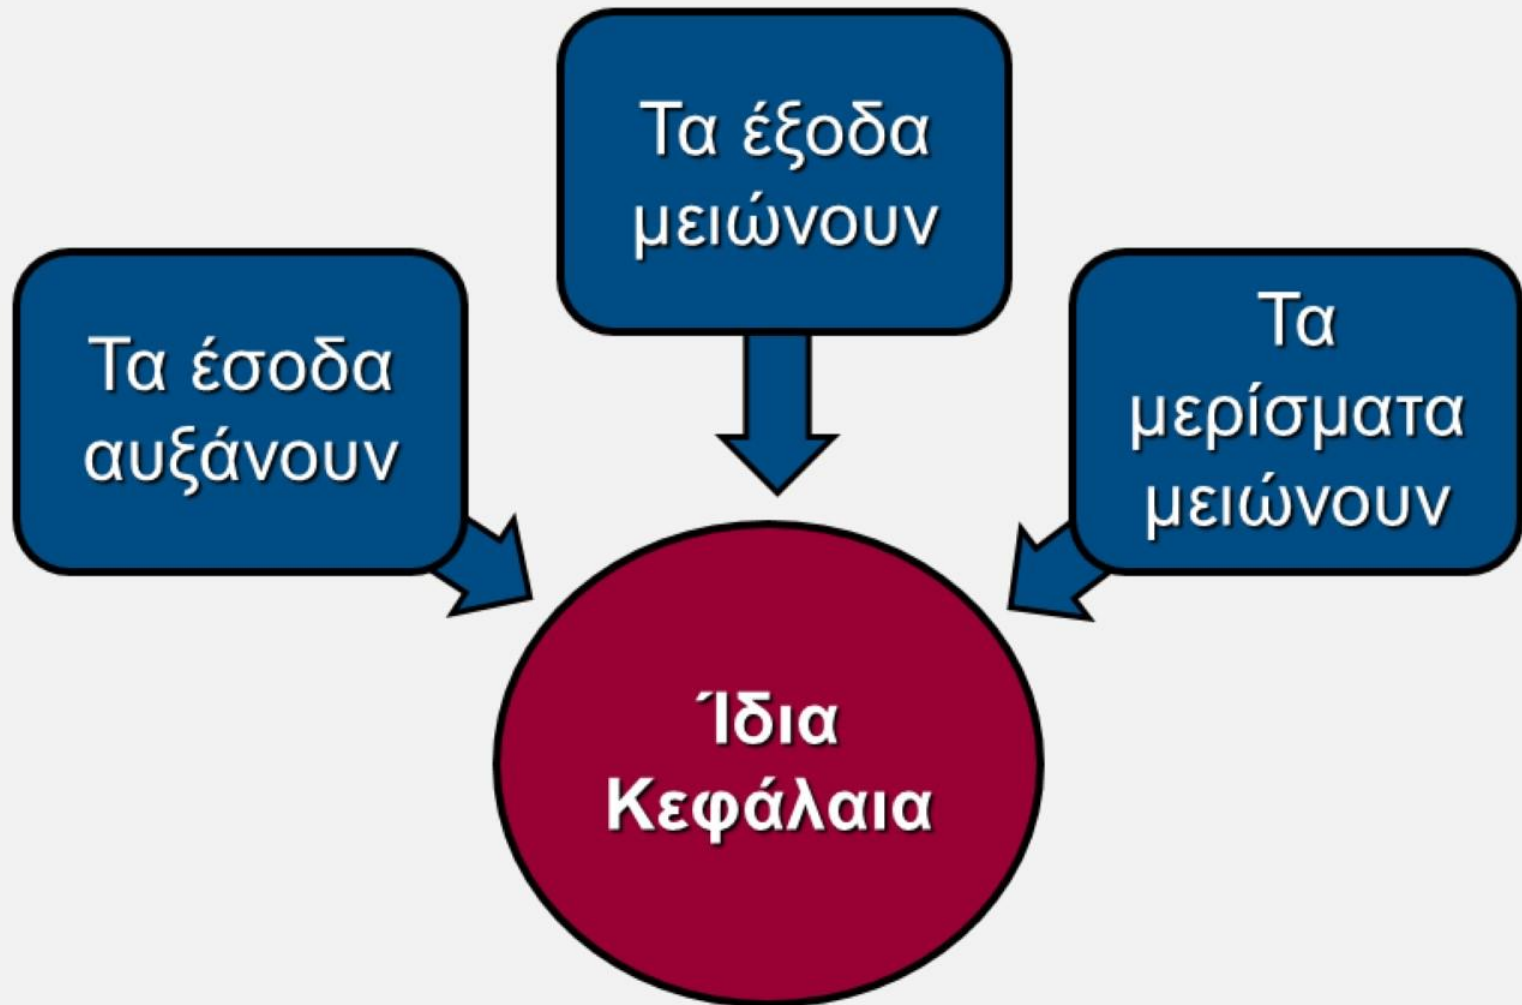 Τα έσοδα
αυξάνουν
Τα έξοδα
μειώνουν
Τα
μερίσματα
μειώνουν
Ίδια
Κεφάλαια